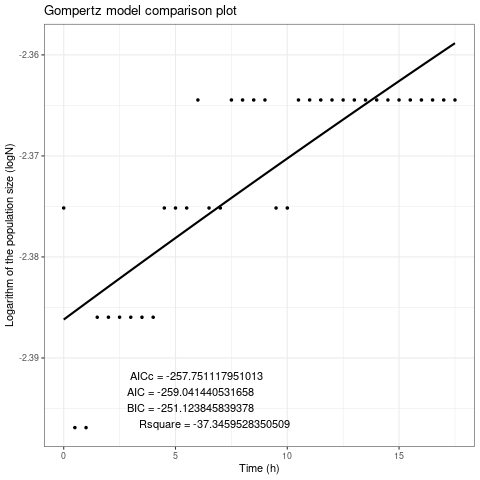 Gompertz model comparison plot
Logarithm of the population size (logN)
-2.36
-2.37
-2.38
-2.39
AICc = -257.751117951013
AIC = -259.041440531658
BIC = -251.123845839378
Rsquare = -37.3459528350509
0 5 10 15
Time (h)